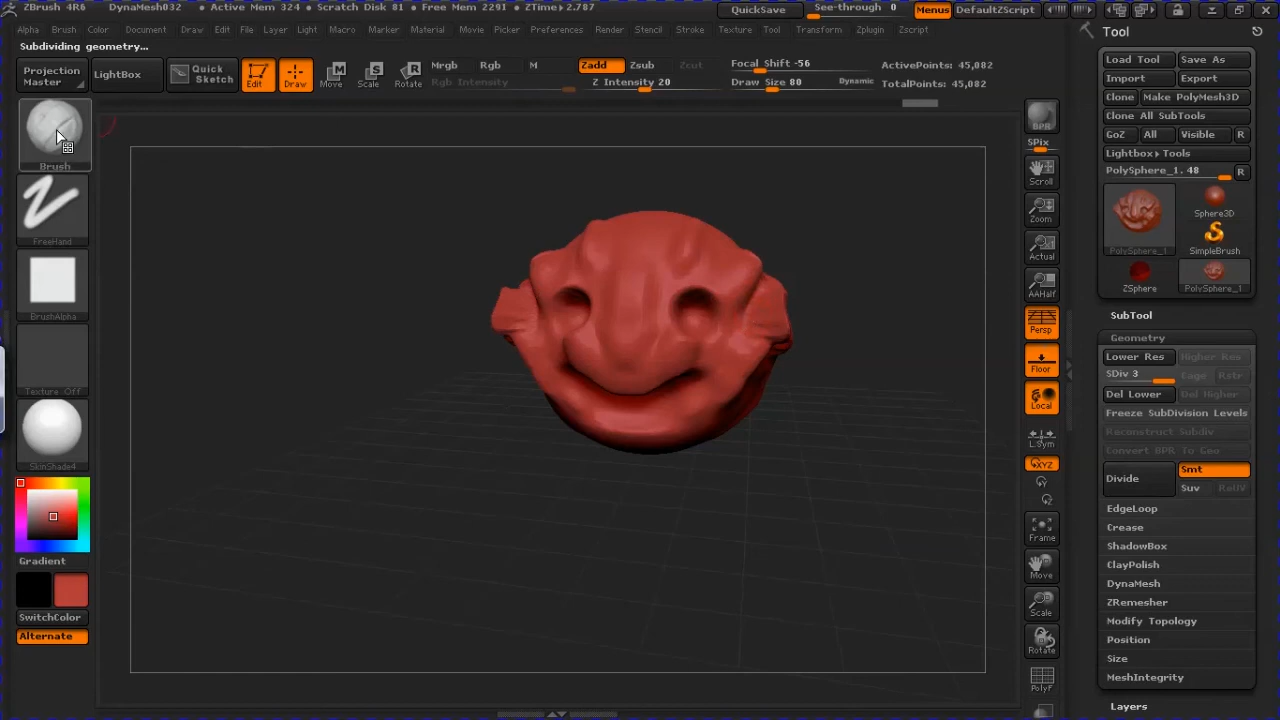 ZBrush 4R6 DynaMesh032 • Active Mem 324 • Scratch Disk 81 • Free Mem 2291 • ZTime▸2.787 QuickSave See-through 0 Menus DefaultZScript
Alpha Brush Color Document Draw Edit File Layer Light Macro Marker Material Movie Picker Preferences Render Stencil Stroke Texture Tool Transform Zplugin Zscript
Tool
Subdividing geometry...
Projection Master
LightBox
Quick Sketch
Edit
Draw
Move
Scale
Rotate
Mrgb Rgb M
Rgb Intensity
Zadd Zsub Zcut
Z Intensity 20
Focal Shift -56
Draw Size 80 Dynamic
ActivePoints: 45,082
TotalPoints: 45,082
Brush
FreeHand
BrushAlpha
Texture Off
SkinShade4
Gradient
SwitchColor
Alternate
BPR
SPix
Scroll
Zoom
Actual
AAHalf
Persp
Floor
Local
L.Sym
XYZ
Y
Z
Frame
Move
Scale
Rotate
PolyF
Load Tool Save As
Import Export
Clone Make PolyMesh3D
Clone All SubTools
GoZ All Visible R
Lightbox▸Tools
PolySphere_1. 48 R
PolySphere_1
Sphere3D
SimpleBrush
ZSphere
PolySphere_1
SubTool
Geometry
Lower Res Higher Res
SDiv 3 Cage Rstr
Del Lower Del Higher
Freeze SubDivision Levels
Reconstruct Subdiv
Convert BPR To Geo
Divide
Smt
Suv ReUV
EdgeLoop
Crease
ShadowBox
ClayPolish
DynaMesh
ZRemesher
Modify Topology
Position
Size
MeshIntegrity
Layers